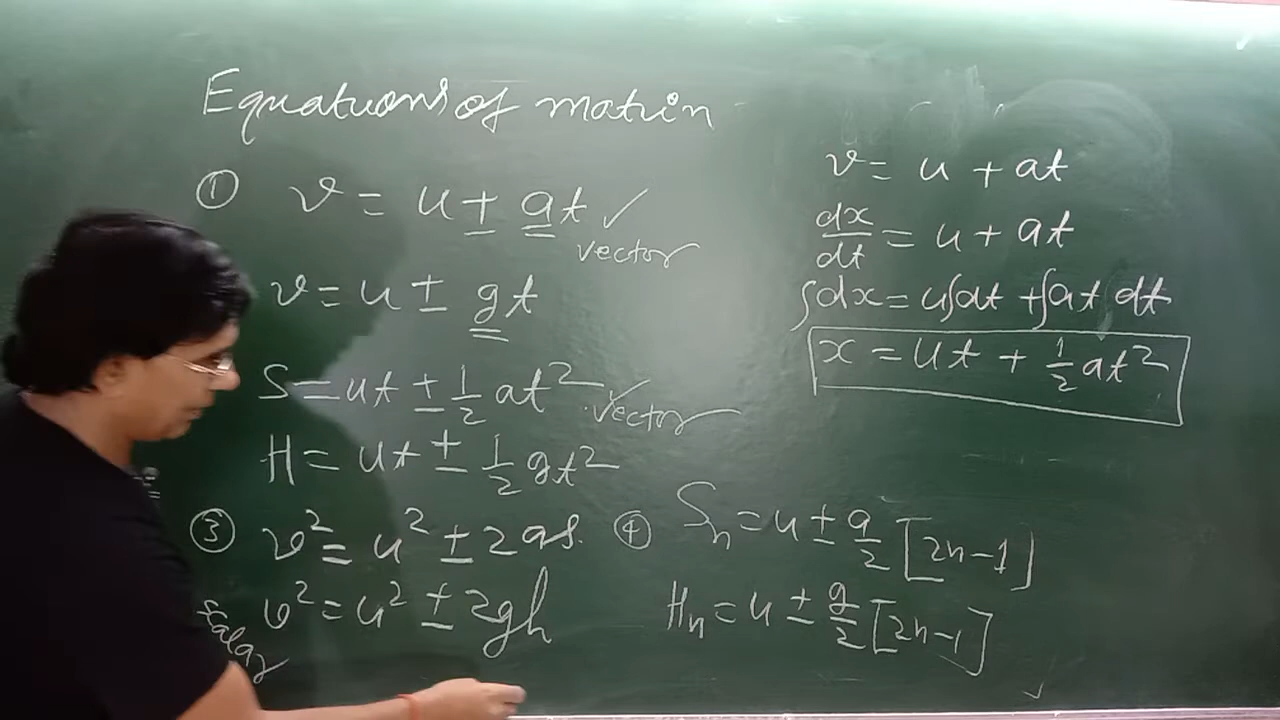 Equations of motion
① v = u ± at ✓
vector
v = u ± gt
S = ut ± 1/2 at² ✓
vector
H = ut ± 1/2 gt²
③ v² = u² ± 2as
v² = u² ± 2gh
v = u + at
dx/dt = u + at
∫dx = u∫dt + ∫at dt
x = ut + 1/2 at²
④ Sn = u ± a/2 [2n-1]
Hn = u ± g/2 [2n-1]